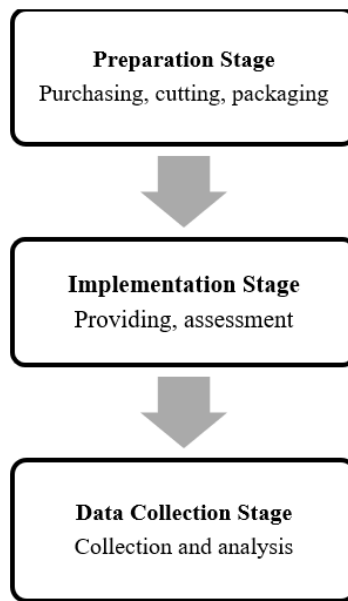 Preparation Stage
Purchasing, cutting, packaging
Implementation Stage
Providing, assessment
Data Collection Stage
Collection and analysis